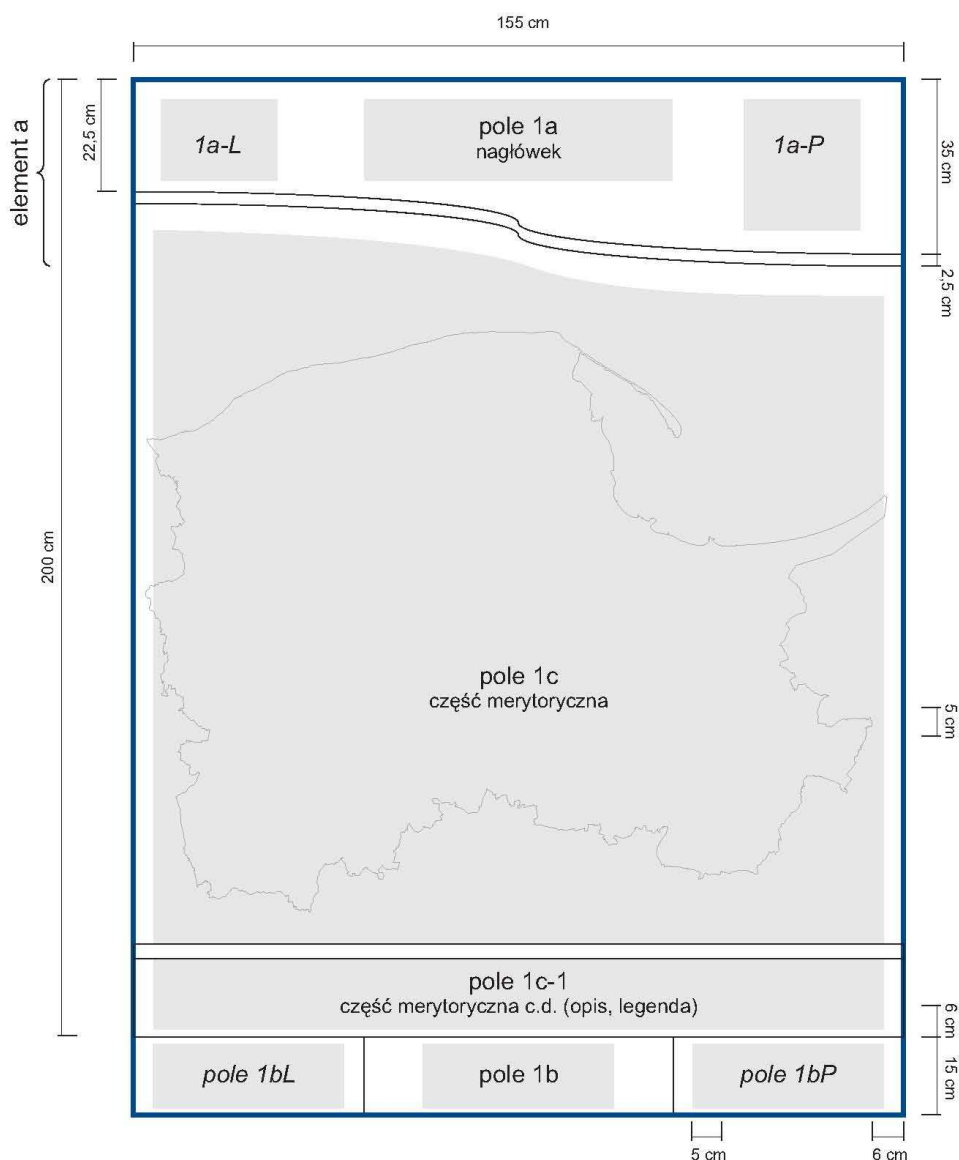 155 cm
element a
22,5 cm
1a-L
pole 1a
nagłówek
1a-P
35 cm
2,5 cm
200 cm
pole 1c
część merytoryczna
5 cm
pole 1c-1
część merytoryczna c.d. (opis, legenda)
6 cm
pole 1bL
pole 1b
pole 1bP
15 cm
5 cm
6 cm